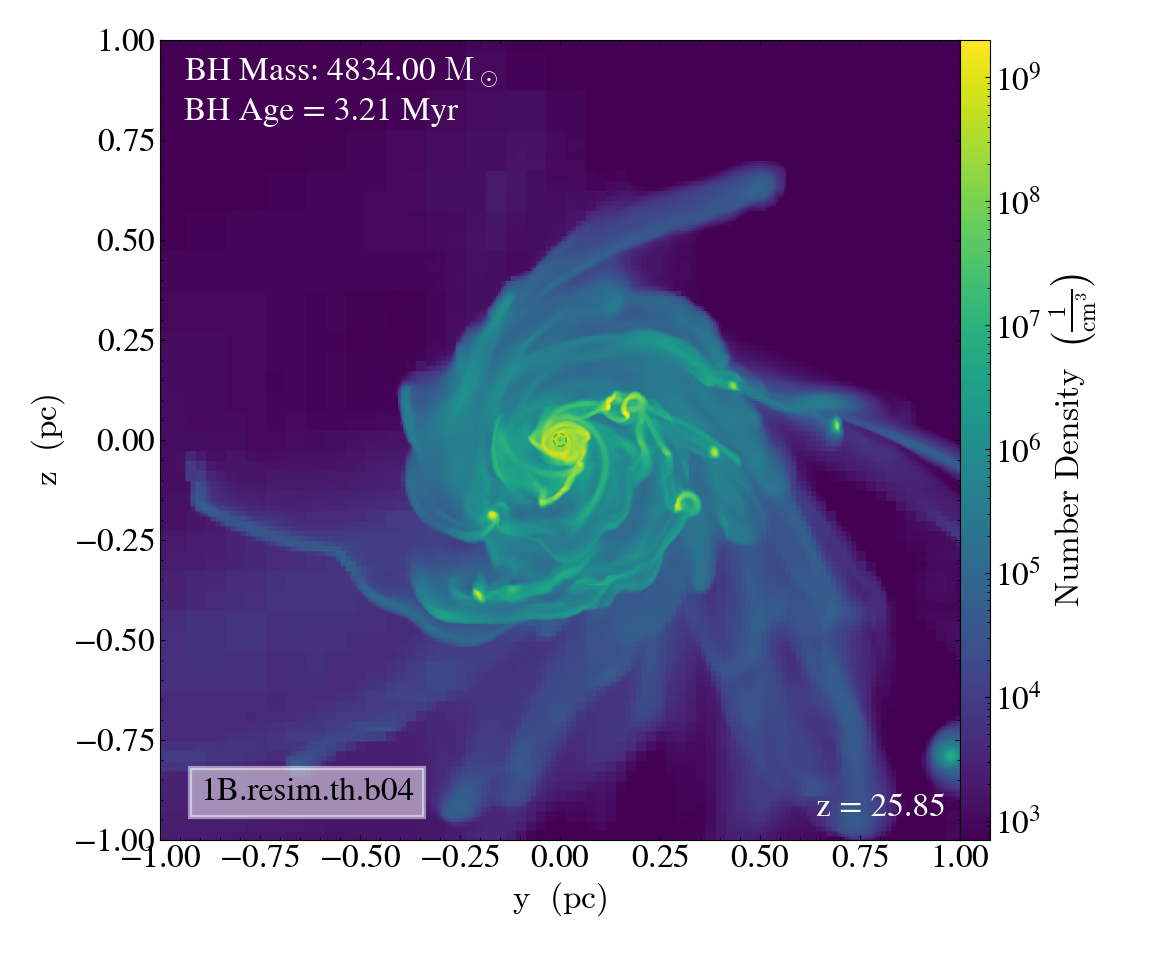 BH Mass: 4834.00 M☉
BH Age = 3.21 Myr
1.00
0.75
0.50
0.25
0.00
−0.25
−0.50
−0.75
−1.00
z (pc)
1B.resim.th.b04
z = 25.85
−1.00 −0.75 −0.50 −0.25 0.00 0.25 0.50 0.75 1.00
y (pc)
10⁹
10⁸
10⁷
10⁶
10⁵
10⁴
10³
Number Density (1/cm³)